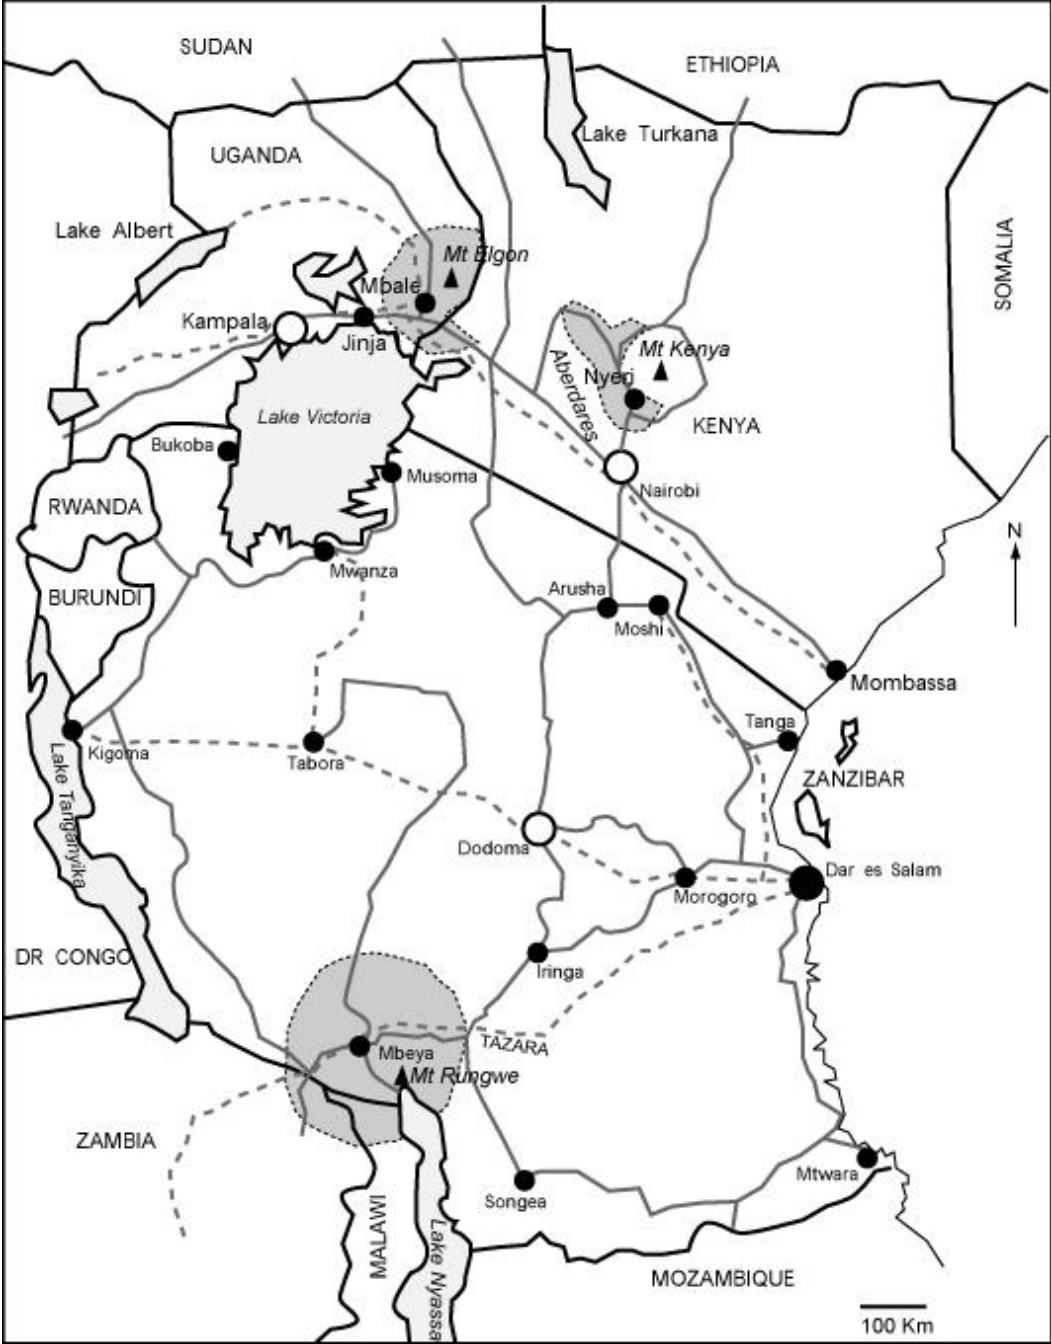 SUDAN
ETHIOPIA
Lake Turkana
UGANDA
Lake Albert
SOMALIA
Mt Elgon
Mbale
Kampala
Jinja
Mt Kenya
Nyeri
Aberdares
Lake Victoria
KENYA
Bukoba
Musoma
Nairobi
RWANDA
N
Mwanza
Arusha
BURUNDI
Moshi
Mombassa
Tanga
Kigoma
Tabora
ZANZIBAR
Lake Tanganyika
Dodoma
Dar es Salam
Morogoro
DR CONGO
Iringa
TAZARA
Mbeya
Mt Rungwe
ZAMBIA
Mtwara
Songea
MALAWI
Lake Nyassa
MOZAMBIQUE
100 Km